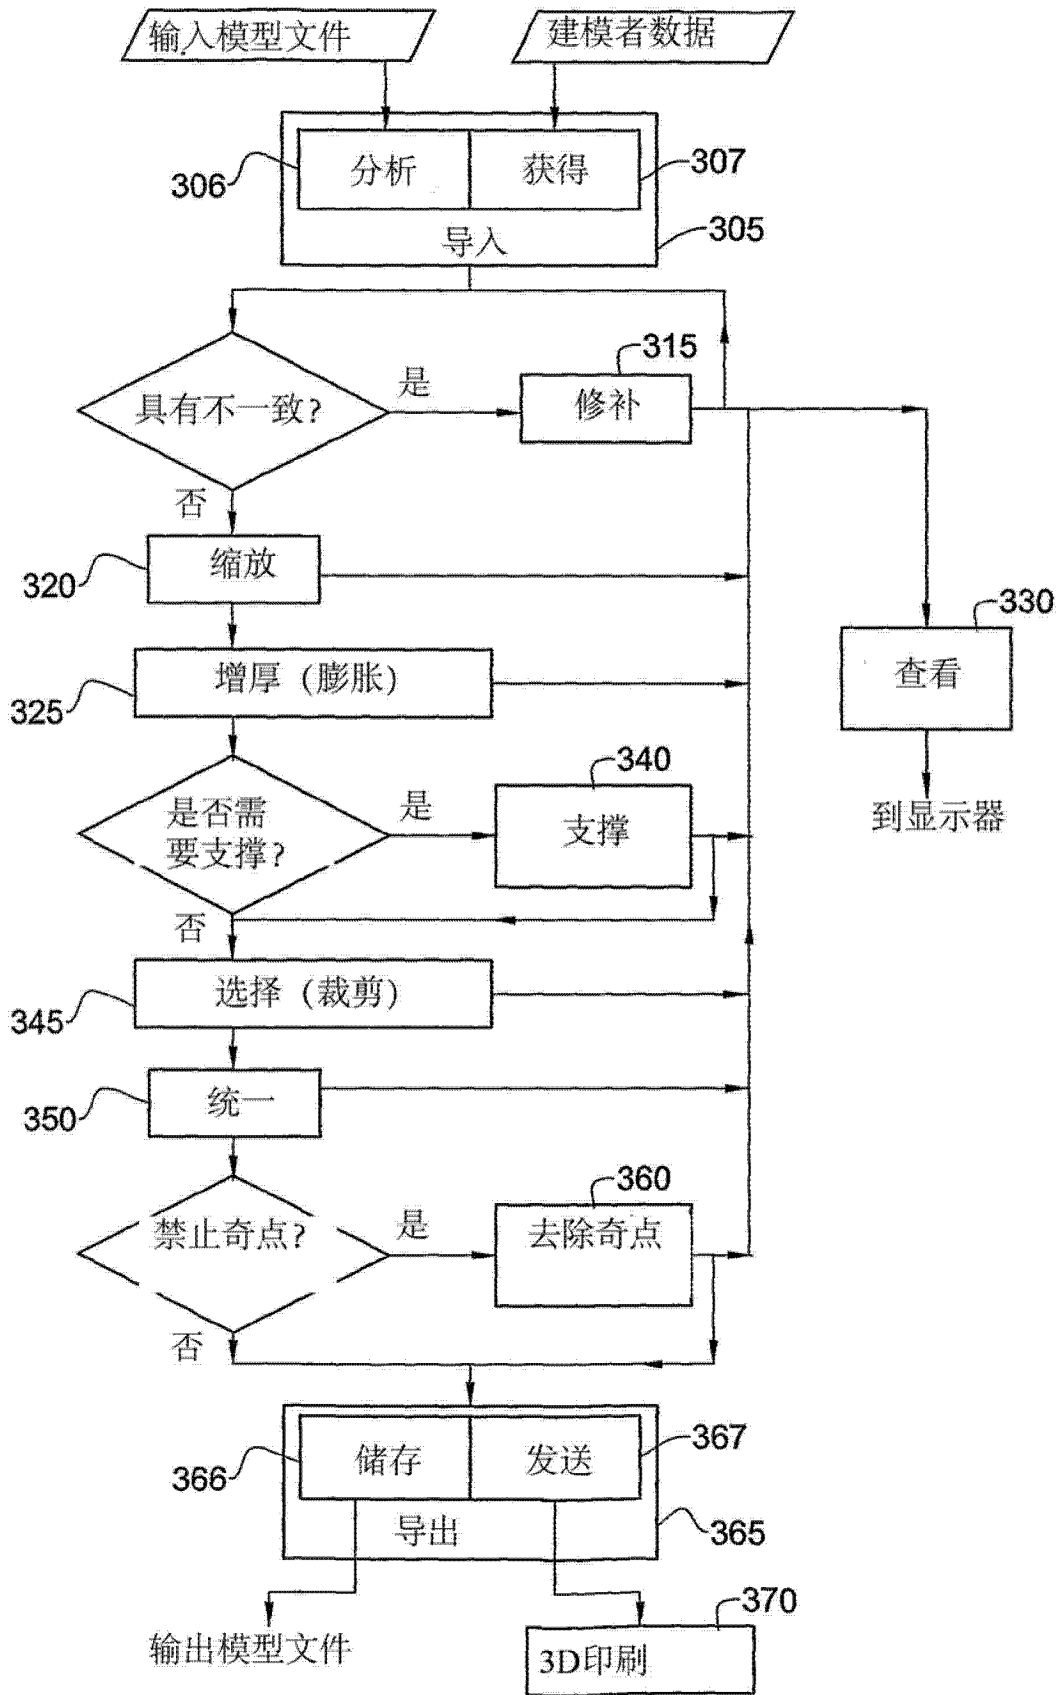 输入模型文件
建模者数据
306
分析
获得
307
导入
305
具有不一致?
是
315
修补
否
320
缩放
330
查看
325
增厚(膨胀)
到显示器
是否需
要支撑?
是
340
支撑
否
345
选择(裁剪)
350
统一
禁止奇点?
是
360
去除奇点
否
366
储存
发送
367
导出
365
输出模型文件
370
3D印刷